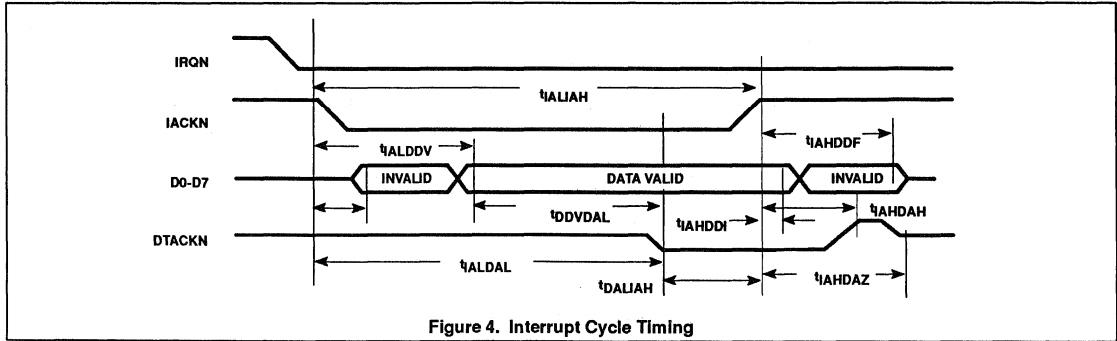 IRQN
tIALIAH
IACKN
tIAHDDF
tIALDDV
D0-D7
INVALID
DATA VALID
INVALID
tDDVDAL
tIAHDDI
tIAHDAH
DTACKN
tIALDAL
tDALIAH
tIAHDAZ
Figure 4. Interrupt Cycle Timing